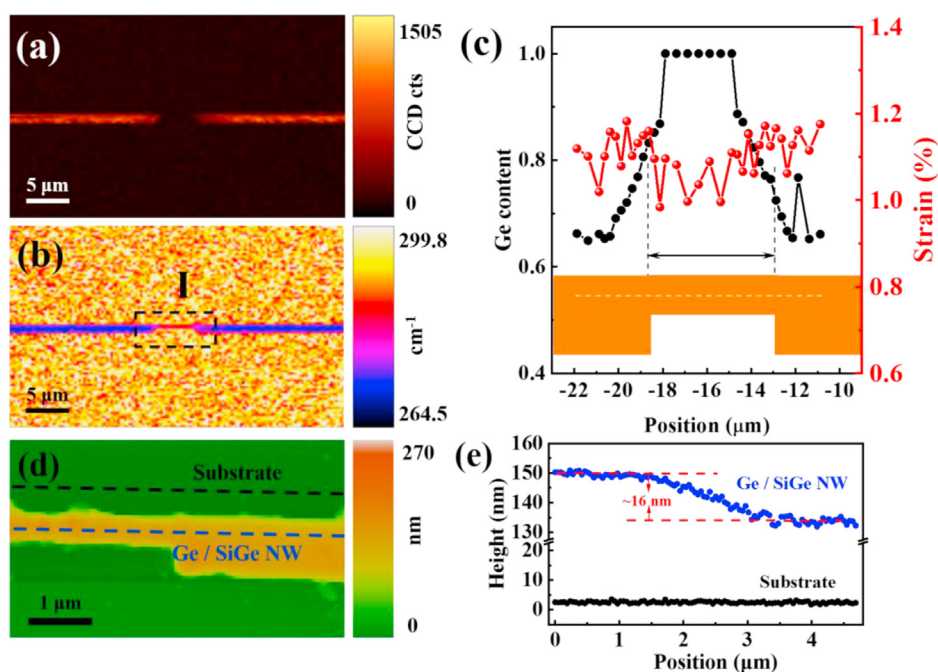 (a)
5 μm
1505
CCD cts
0
(b)
I
5 μm
299.8
cm-1
264.5
(c)
1.0
0.8
0.6
0.4
Ge content
1.4
1.2
1.0
0.8
0.6
Strain (%)
-22 -20 -18 -16 -14 -12 -10
Position (μm)
(d)
Substrate
Ge / SiGe NW
1 μm
270
nm
0
(e)
160
150
140
130
20
10
0
Height (nm)
~16 nm
Ge / SiGe NW
Substrate
0 1 2 3 4
Position (μm)